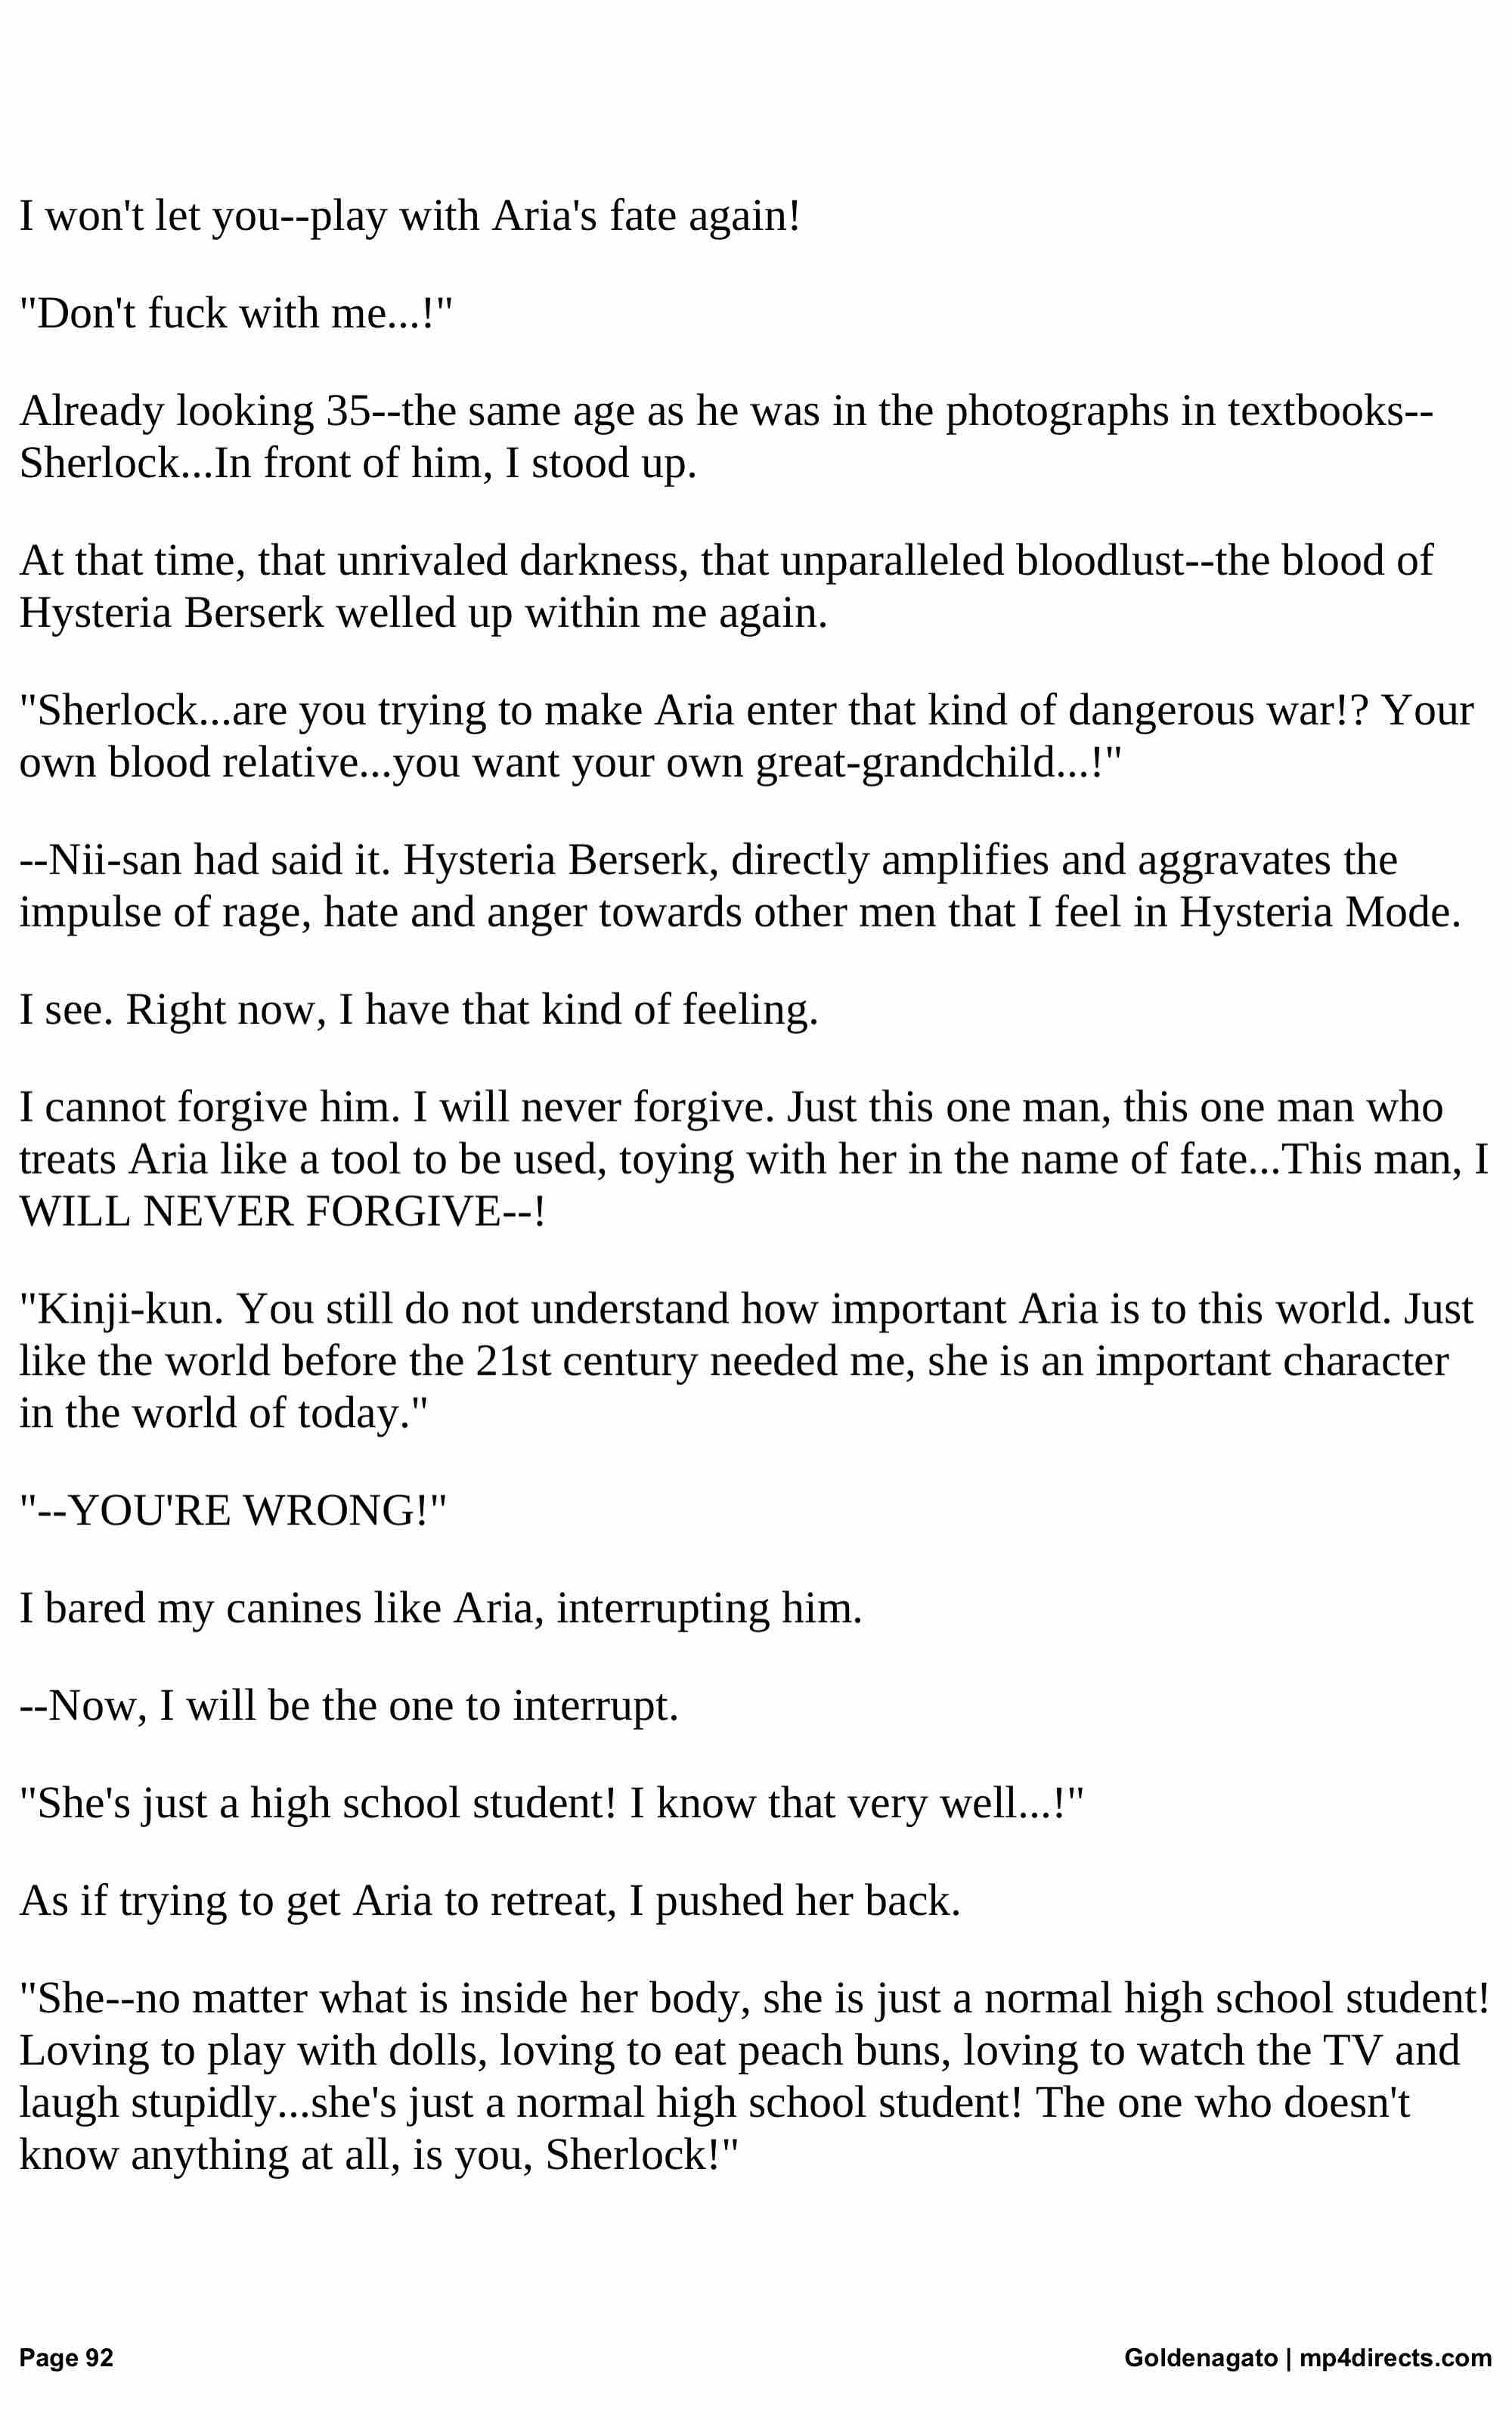 I won't let you--play with Aria's fate again!
"Don't fuck with me...!"
Already looking 35--the same age as he was in the photographs in textbooks--
Sherlock...In front of him, I stood up.
At that time, that unrivaled darkness, that unparalleled bloodlust--the blood of
Hysteria Berserk welled up within me again.
"Sherlock...are you trying to make Aria enter that kind of dangerous war!? Your
own blood relative...you want your own great-grandchild...!"
--Nii-san had said it. Hysteria Berserk, directly amplifies and aggravates the
impulse of rage, hate and anger towards other men that I feel in Hysteria Mode.
I see. Right now, I have that kind of feeling.
I cannot forgive him. I will never forgive. Just this one man, this one man who
treats Aria like a tool to be used, toying with her in the name of fate...This man, I
WILL NEVER FORGIVE--!
"Kinji-kun. You still do not understand how important Aria is to this world. Just
like the world before the 21st century needed me, she is an important character
in the world of today."
"--YOU'RE WRONG!"
I bared my canines like Aria, interrupting him.
--Now, I will be the one to interrupt.
"She's just a high school student! I know that very well...!"
As if trying to get Aria to retreat, I pushed her back.
"She--no matter what is inside her body, she is just a normal high school student!
Loving to play with dolls, loving to eat peach buns, loving to watch the TV and
laugh stupidly...she's just a normal high school student! The one who doesn't
know anything at all, is you, Sherlock!"
Page 92
Goldenagato | mp4directs.com